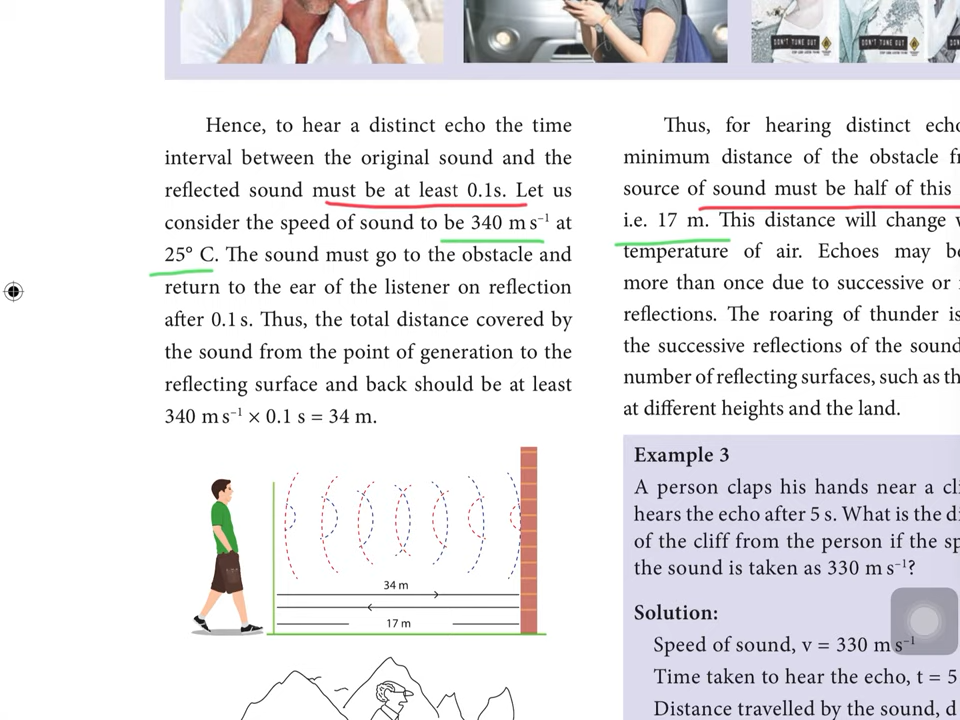 DON'T TUNE OUT
DON'T TUNE OUT
Hence, to hear a distinct echo the time
interval between the original sound and the
reflected sound must be at least 0.1s. Let us
consider the speed of sound to be 340 m s⁻¹ at
25° C. The sound must go to the obstacle and
return to the ear of the listener on reflection
after 0.1 s. Thus, the total distance covered by
the sound from the point of generation to the
reflecting surface and back should be at least
340 m s⁻¹ × 0.1 s = 34 m.
34 m
17 m
Thus, for hearing distinct echo
minimum distance of the obstacle
source of sound must be half of this
i.e. 17 m. This distance will change
temperature of air. Echoes may
more than once due to successive or
reflections. The roaring of thunder is
the successive reflections of the sound
number of reflecting surfaces, such as
at different heights and the land.
Example 3
A person claps his hands near a
hears the echo after 5 s. What is the
of the cliff from the person if the
the sound is taken as 330 m s⁻¹?
Solution:
Speed of sound, v = 330 m s⁻¹
Time taken to hear the echo, t = 5
Distance travelled by the sound, d